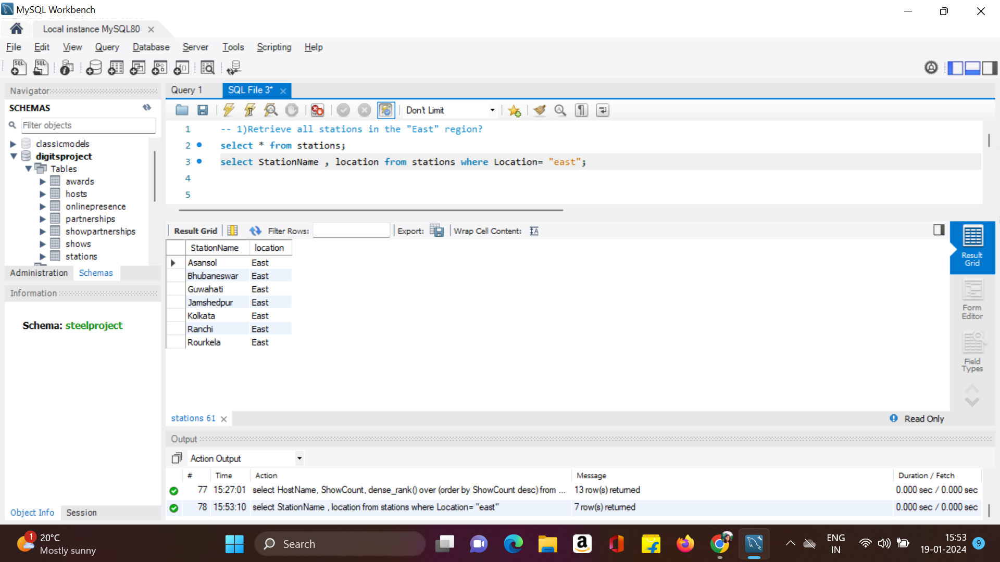 MySQL Workbench
Local instance MySQL80
File Edit View Query Database Server Tools Scripting Help
Navigator
SCHEMAS
Filter objects
classicmodels
digitsproject
Tables
awards
hosts
onlinepresence
partnerships
showpartnerships
shows
stations
Administration Schemas
Information
Schema: steelproject
Object Info Session
Query 1 SQL File 3*
Don't Limit
1 -- 1)Retrieve all stations in the "East" region?
2 select * from stations;
3 select StationName , location from stations where Location= "east";
4
5
Result Grid Filter Rows: Export: Wrap Cell Content:
StationName location
Asansol East
Bhubaneswar East
Guwahati East
Jamshedpur East
Kolkata East
Ranchi East
Rourkela East
Result
Grid
Form
Editor
Field
Types
stations 61 Read Only
Output
Action Output
# Time Action Message Duration / Fetch
77 15:27:01 select HostName, ShowCount, dense_rank() over (order by ShowCount desc) from ... 13 row(s) returned 0.000 sec / 0.000 sec
78 15:53:10 select StationName , location from stations where Location= "east" 7 row(s) returned 0.000 sec / 0.000 sec
1 20°C
Mostly sunny
Search
ENG
IN
15:53
19-01-2024
9